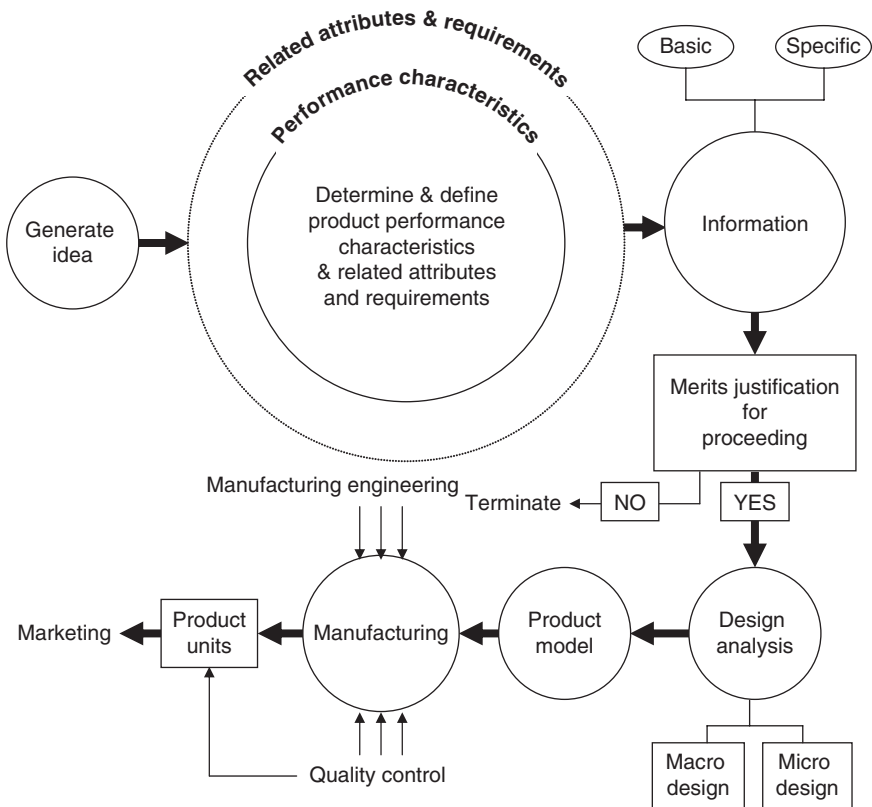 Related attributes & requirements
Performance characteristics
Basic
Specific
Generate
idea
Determine & define
product performance
characteristics
& related attributes
and requirements
Information
Merits justification
for
proceeding
Manufacturing engineering
Terminate
NO
YES
Marketing
Product
units
Manufacturing
Product
model
Design
analysis
Quality control
Macro
design
Micro
design